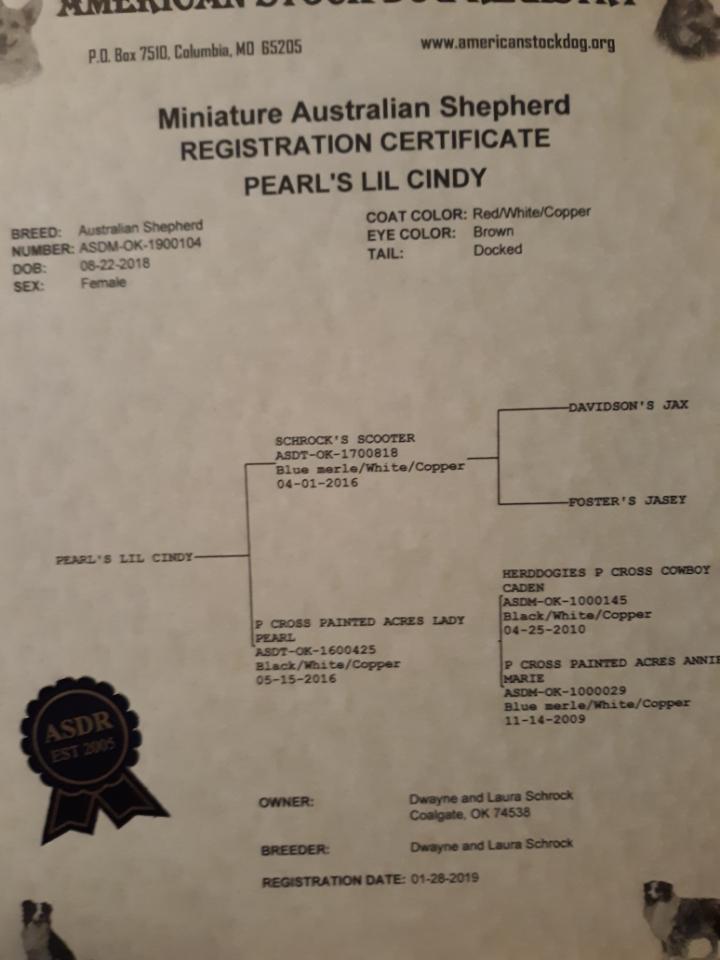 AMERICAN STOCK DOG REGISTRY
P.O. Box 7510, Columbia, MO 65205
www.americanstockdog.org
Miniature Australian Shepherd
REGISTRATION CERTIFICATE
PEARL'S LIL CINDY
BREED: Australian Shepherd
NUMBER: ASDM-OK-1900104
DOB: 08-22-2018
SEX: Female
COAT COLOR: Red/White/Copper
EYE COLOR: Brown
TAIL: Docked
DAVIDSON'S JAX
SCHROCK'S SCOOTER
ASDT-OK-1700818
Blue merle/White/Copper
04-01-2016
FOSTER'S JASEY
PEARL'S LIL CINDY
HERDDOGIES P CROSS COWBOY
CADEN
ASDM-OK-1000145
Black/White/Copper
04-25-2010
P CROSS PAINTED ACRES LADY
PEARL
ASDT-OK-1600425
Black/White/Copper
05-15-2016
P CROSS PAINTED ACRES ANNIE
MARIE
ASDM-OK-1000029
Blue merle/White/Copper
11-14-2009
ASDR
EST 2005
OWNER: Dwayne and Laura Schrock
Coalgate, OK 74538
BREEDER: Dwayne and Laura Schrock
REGISTRATION DATE: 01-28-2019